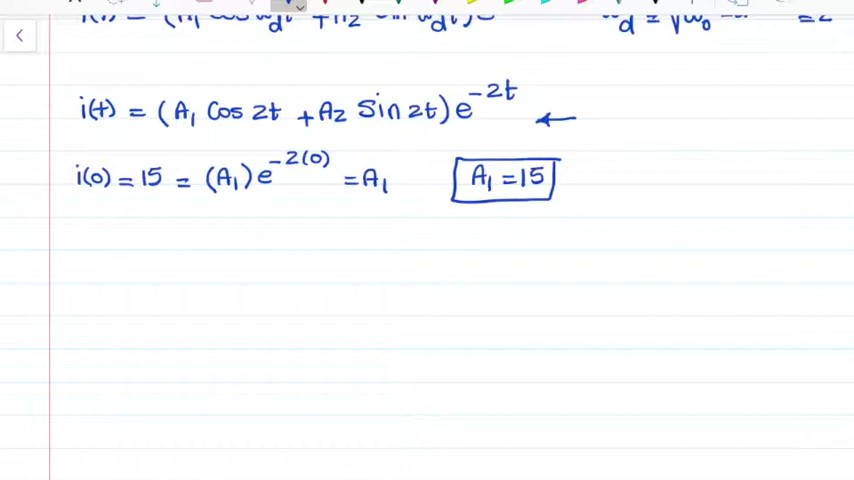 i(t) = (A₁ Cos 2t + A₂ Sin 2t) e^-2t ←
i(0) = 15 = (A₁) e^-2(0) = A₁ A₁ = 15